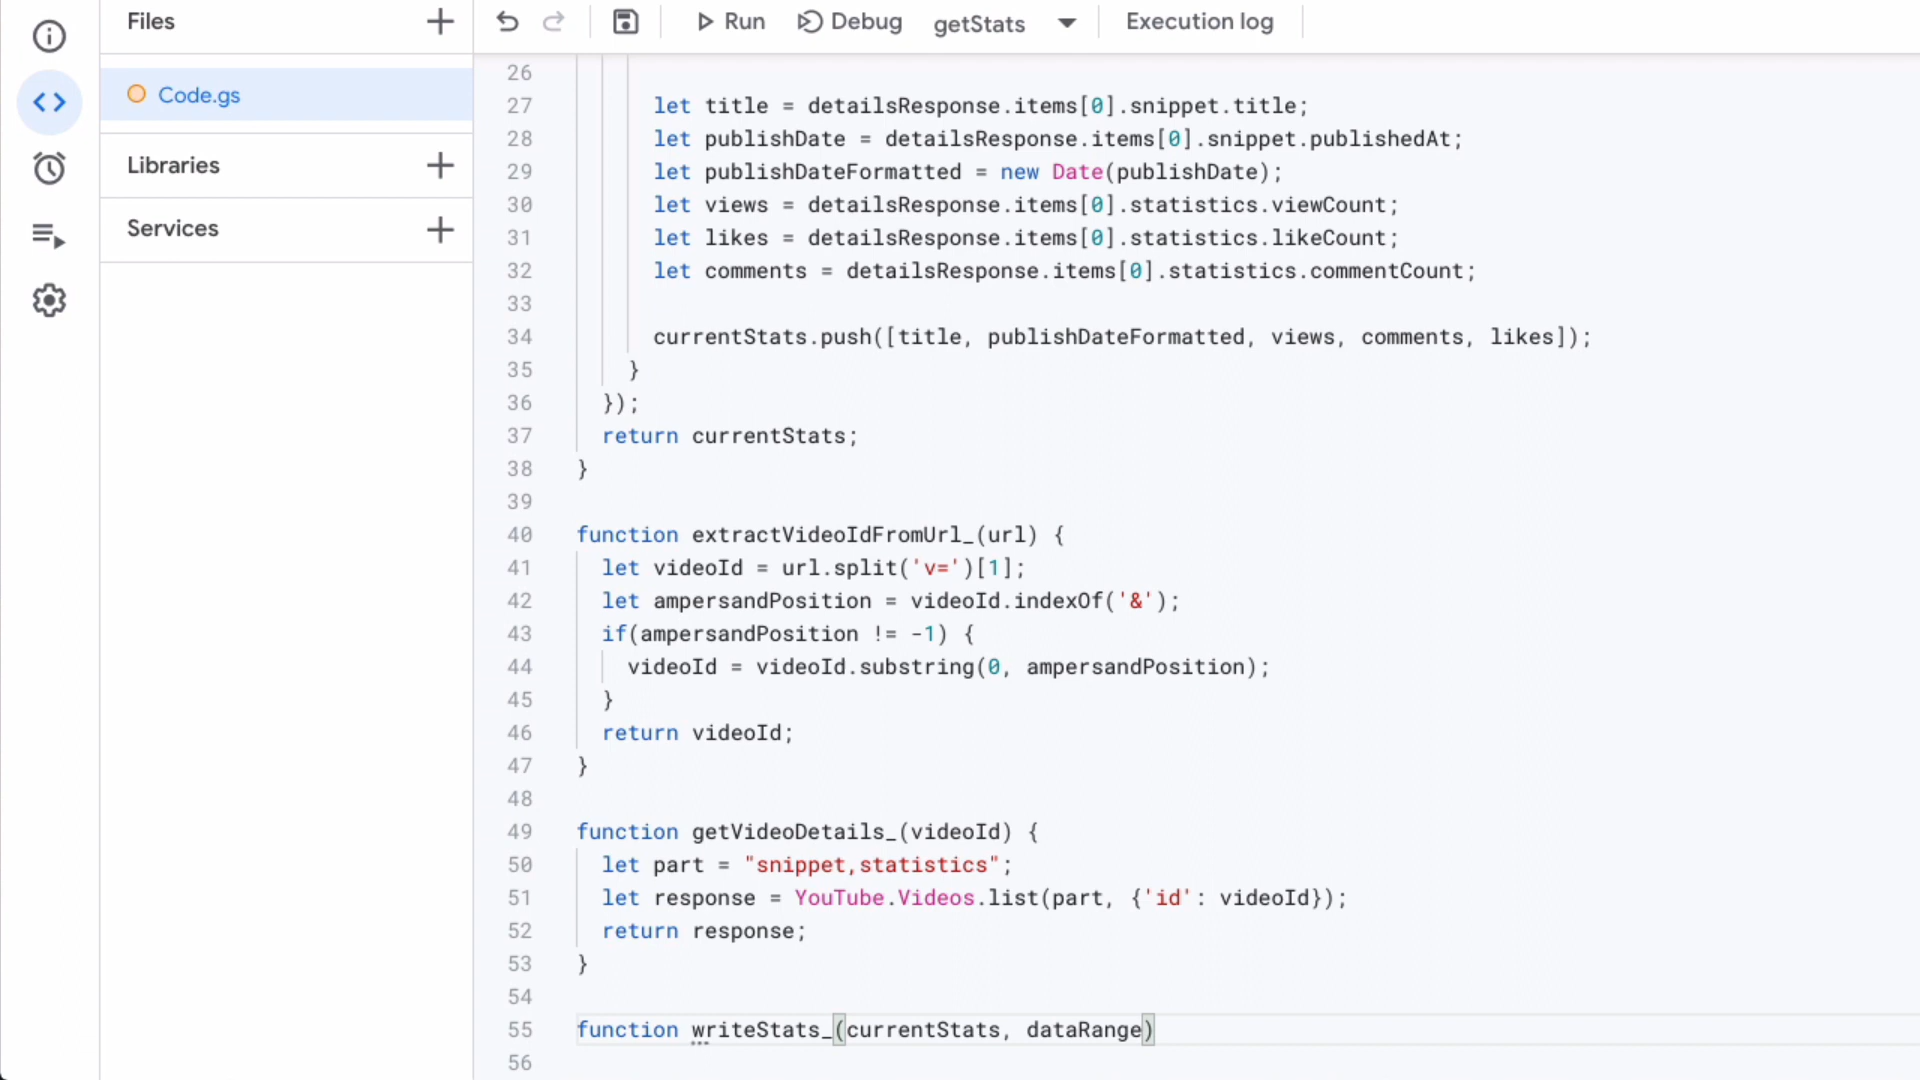 Files
Run
Debug
getStats
Execution log
Code.gs
Libraries
Services
26
27 let title = detailsResponse.items[0].snippet.title;
28 let publishDate = detailsResponse.items[0].snippet.publishedAt;
29 let publishDateFormatted = new Date(publishDate);
30 let views = detailsResponse.items[0].statistics.viewCount;
31 let likes = detailsResponse.items[0].statistics.likeCount;
32 let comments = detailsResponse.items[0].statistics.commentCount;
33
34 currentStats.push([title, publishDateFormatted, views, comments, likes]);
35 }
36 });
37 return currentStats;
38 }
39
40 function extractVideoIdFromUrl_(url) {
41 let videoId = url.split('v=')[1];
42 let ampersandPosition = videoId.indexOf('&');
43 if(ampersandPosition != -1) {
44 videoId = videoId.substring(0, ampersandPosition);
45 }
46 return videoId;
47 }
48
49 function getVideoDetails_(videoId) {
50 let part = "snippet,statistics";
51 let response = YouTube.Videos.list(part, {'id': videoId});
52 return response;
53 }
54
55 function writeStats_(currentStats, dataRange)
56